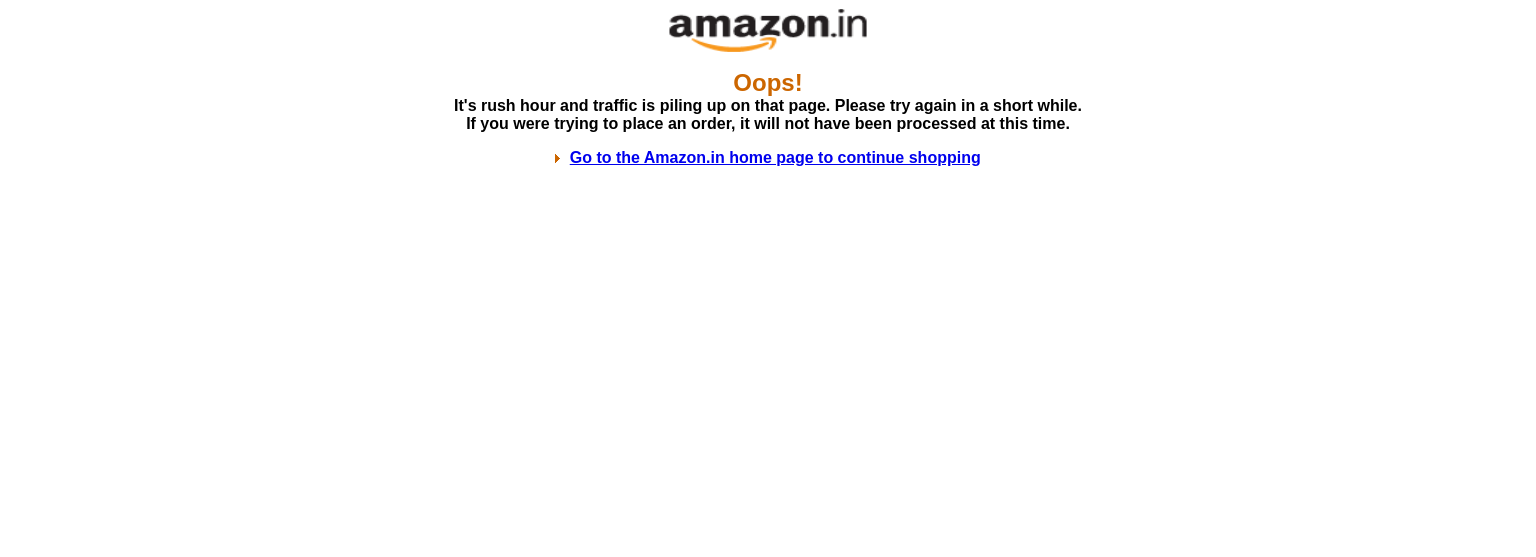 amazon.in
Oops!
It's rush hour and traffic is piling up on that page. Please try again in a short while.
If you were trying to place an order, it will not have been processed at this time.
Go to the Amazon.in home page to continue shopping